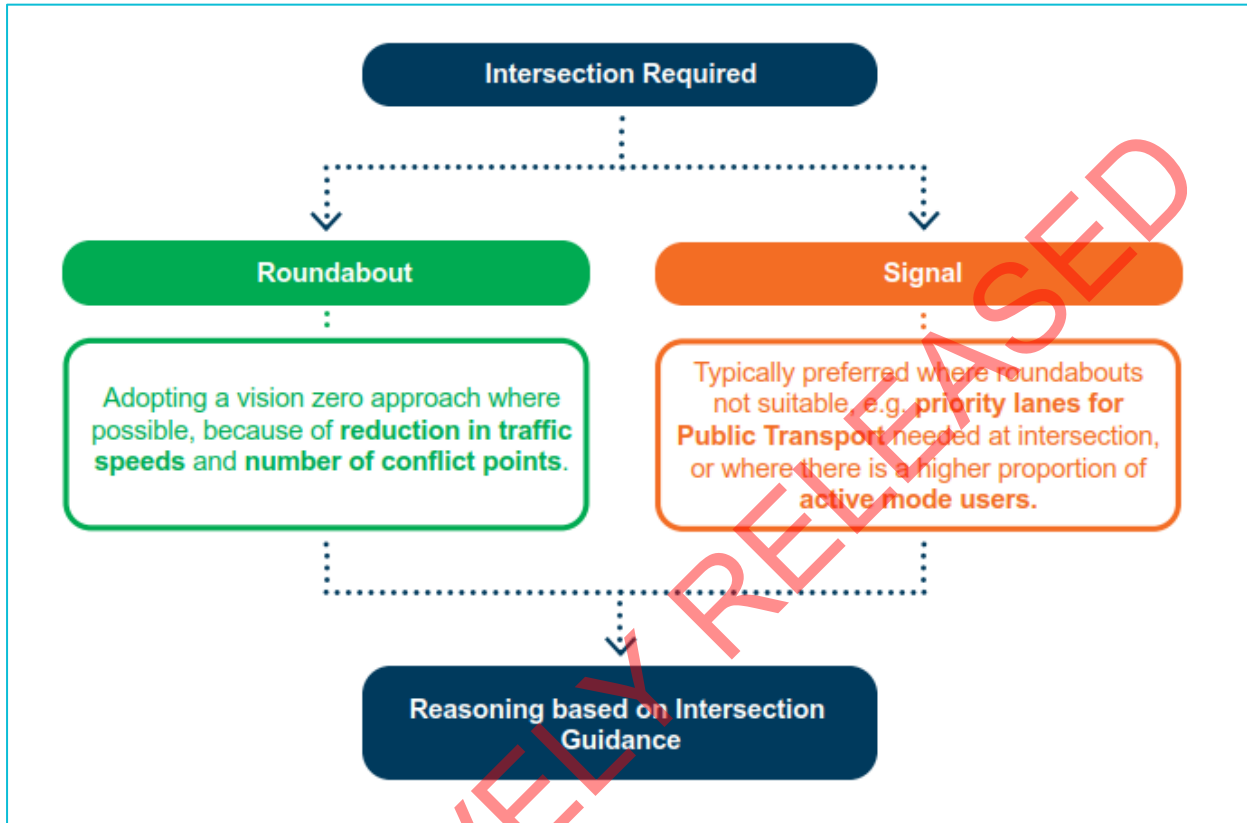 Intersection Required
Roundabout
Signal
Adopting a vision zero approach where
possible, because of reduction in traffic
speeds and number of conflict points.
Typically preferred where roundabouts
not suitable, e.g. priority lanes for
Public Transport needed at intersection,
or where there is a higher proportion of
active mode users.
Reasoning based on Intersection
Guidance
RELEASED